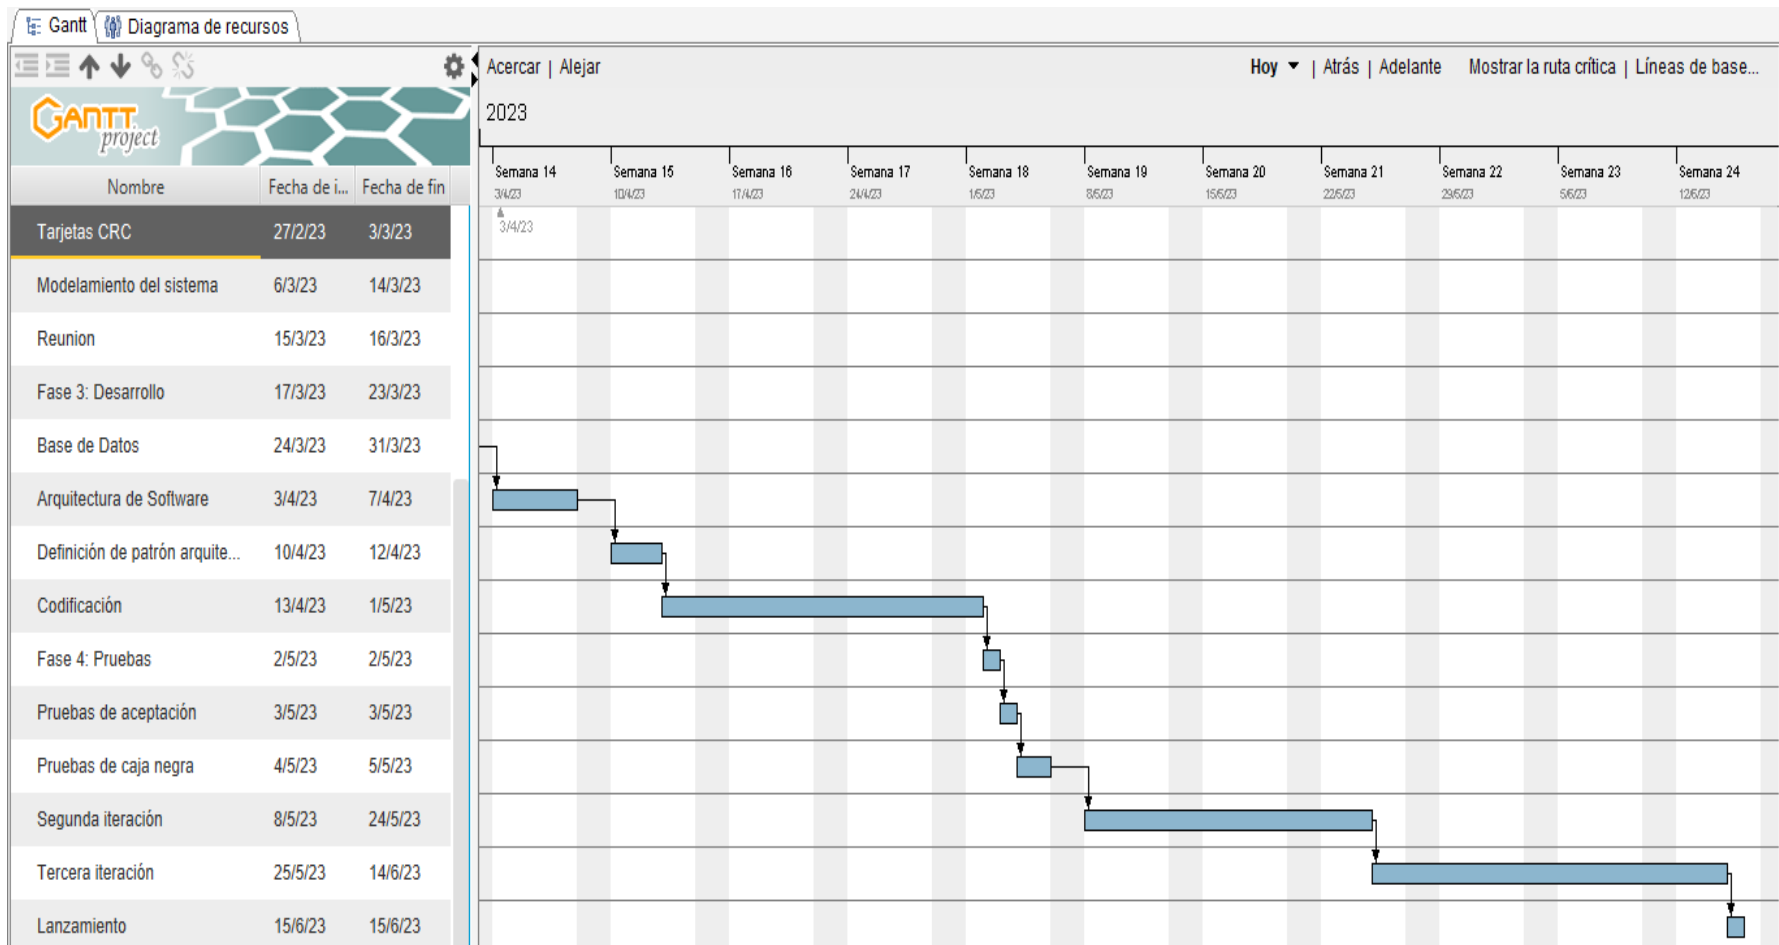 Gantt Diagrama de recursos
Acercar | Alejar Hoy | Atrás | Adelante Mostrar la ruta crítica | Líneas de base...
GANTT project
2023
Semana 14 Semana 15 Semana 16 Semana 17 Semana 18 Semana 19 Semana 20 Semana 21 Semana 22 Semana 23 Semana 24
3/4/23 10/4/23 17/4/23 24/4/23 1/5/23 8/5/23 15/5/23 22/5/23 29/5/23 5/6/23 12/6/23
Nombre Fecha de i... Fecha de fin
3/4/23
Tarjetas CRC 27/2/23 3/3/23
Modelamiento del sistema 6/3/23 14/3/23
Reunion 15/3/23 16/3/23
Fase 3: Desarrollo 17/3/23 23/3/23
Base de Datos 24/3/23 31/3/23
Arquitectura de Software 3/4/23 7/4/23
Definición de patrón arquite... 10/4/23 12/4/23
Codificación 13/4/23 1/5/23
Fase 4: Pruebas 2/5/23 2/5/23
Pruebas de aceptación 3/5/23 3/5/23
Pruebas de caja negra 4/5/23 5/5/23
Segunda iteración 8/5/23 24/5/23
Tercera iteración 25/5/23 14/6/23
Lanzamiento 15/6/23 15/6/23